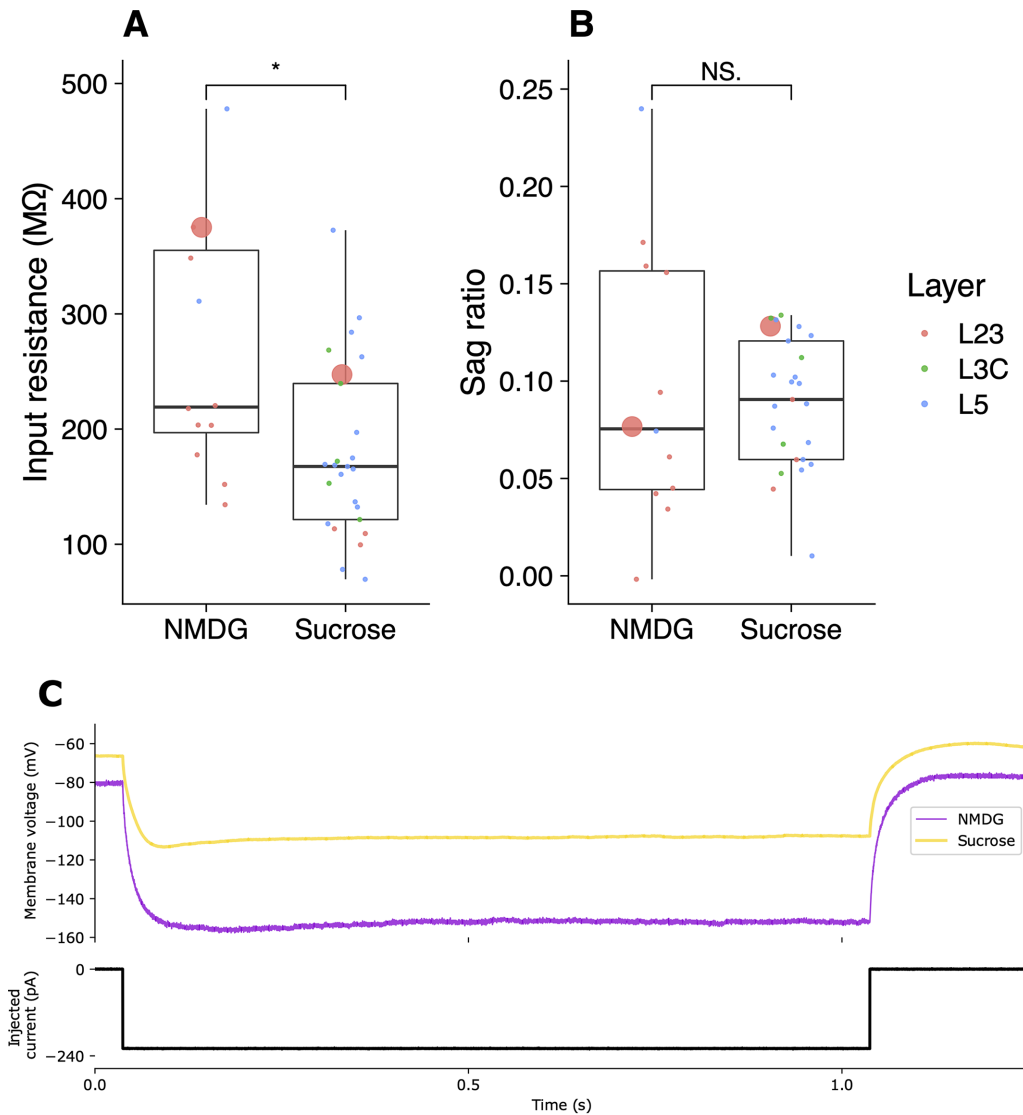 A
Input resistance (MΩ)
500
400
300
200
100
*
NMDG
Sucrose
B
Sag ratio
0.25
0.20
0.15
0.10
0.05
0.00
NS.
NMDG
Sucrose
Layer
L23
L3C
L5
C
Membrane voltage (mV)
−60
−80
−100
−120
−140
−160
NMDG
Sucrose
Injected
current (pA)
0
−240
0.0
0.5
1.0
Time (s)